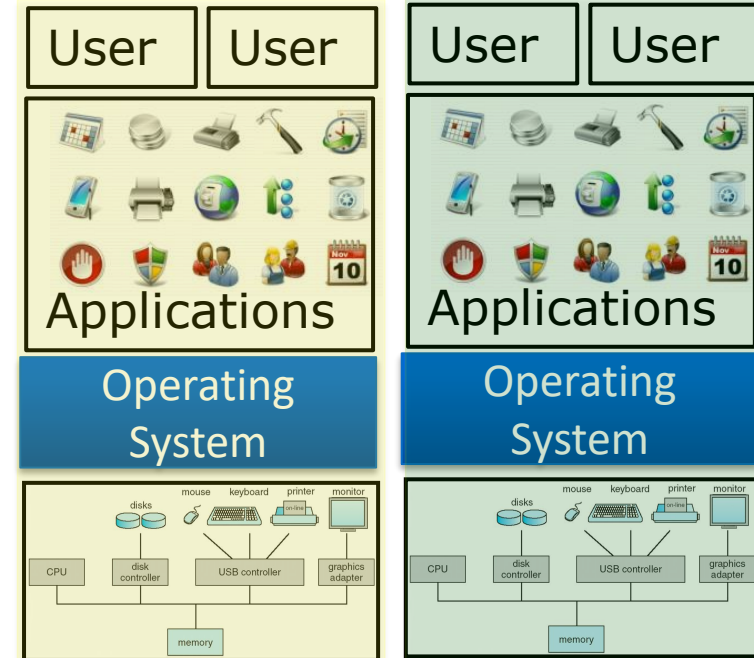 User User
Nov
10
Applications
Operating
System
disks
mouse keyboard printer monitor
on-line
CPU
disk
controller
USB controller
graphics
adapter
memory
User User
Nov
10
Applications
Operating
System
disks
mouse keyboard printer monitor
on-line
CPU
disk
controller
USB controller
graphics
adapter
memory